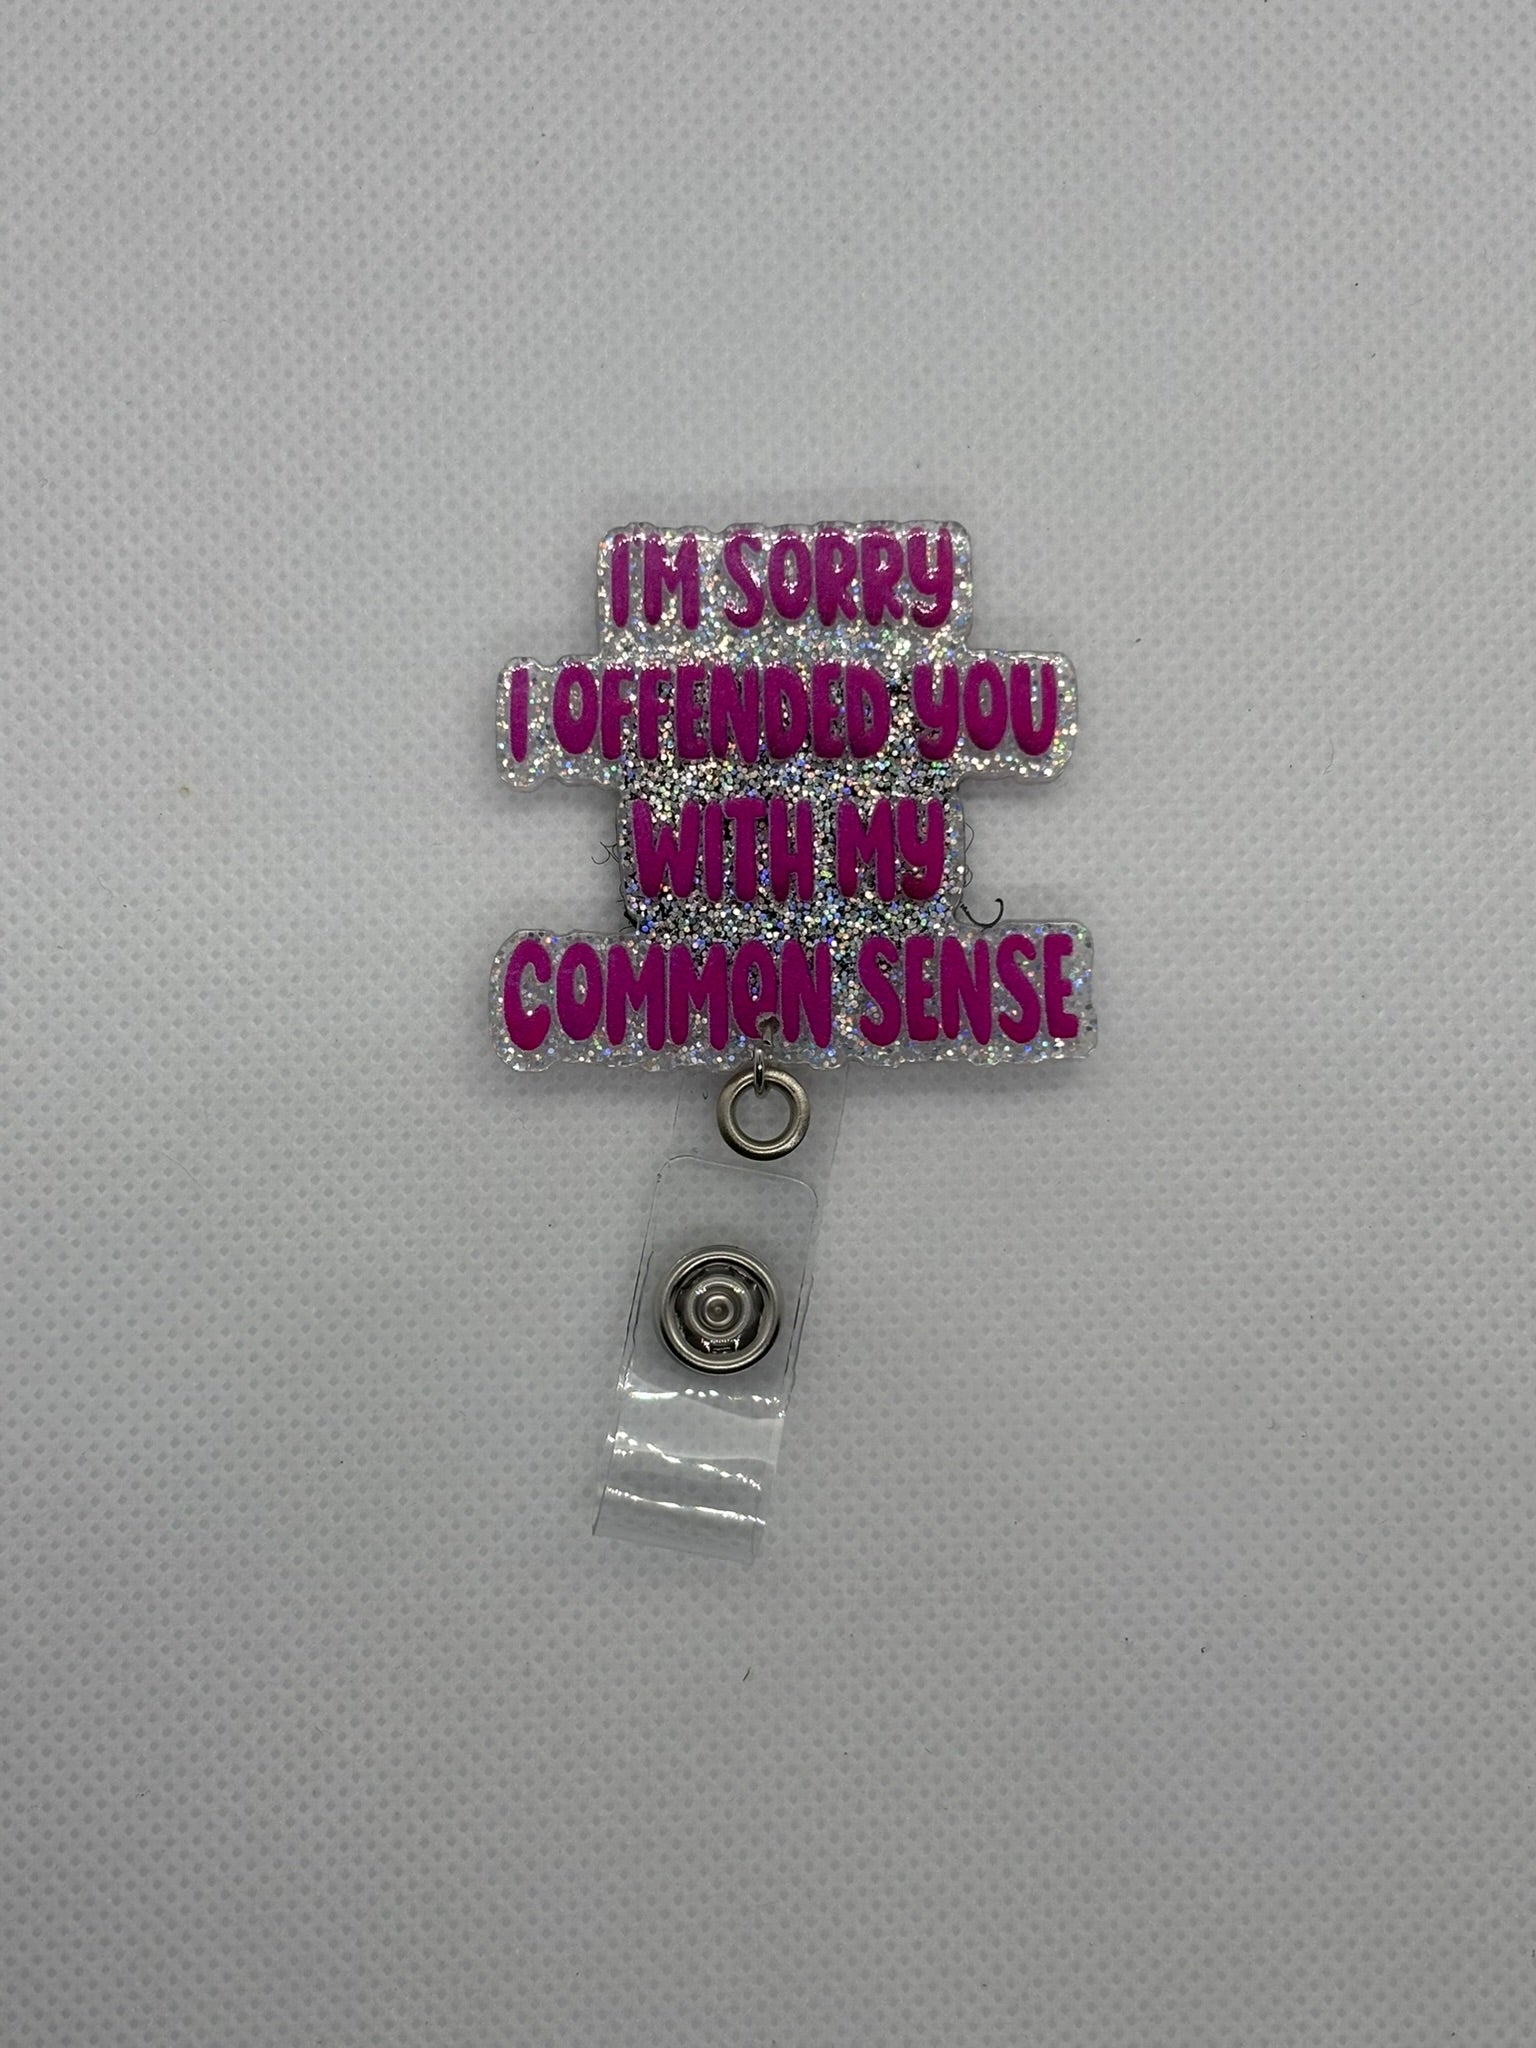 I'M SORRY
I OFFENDED YOU
WITH MY
COMMON SENSE